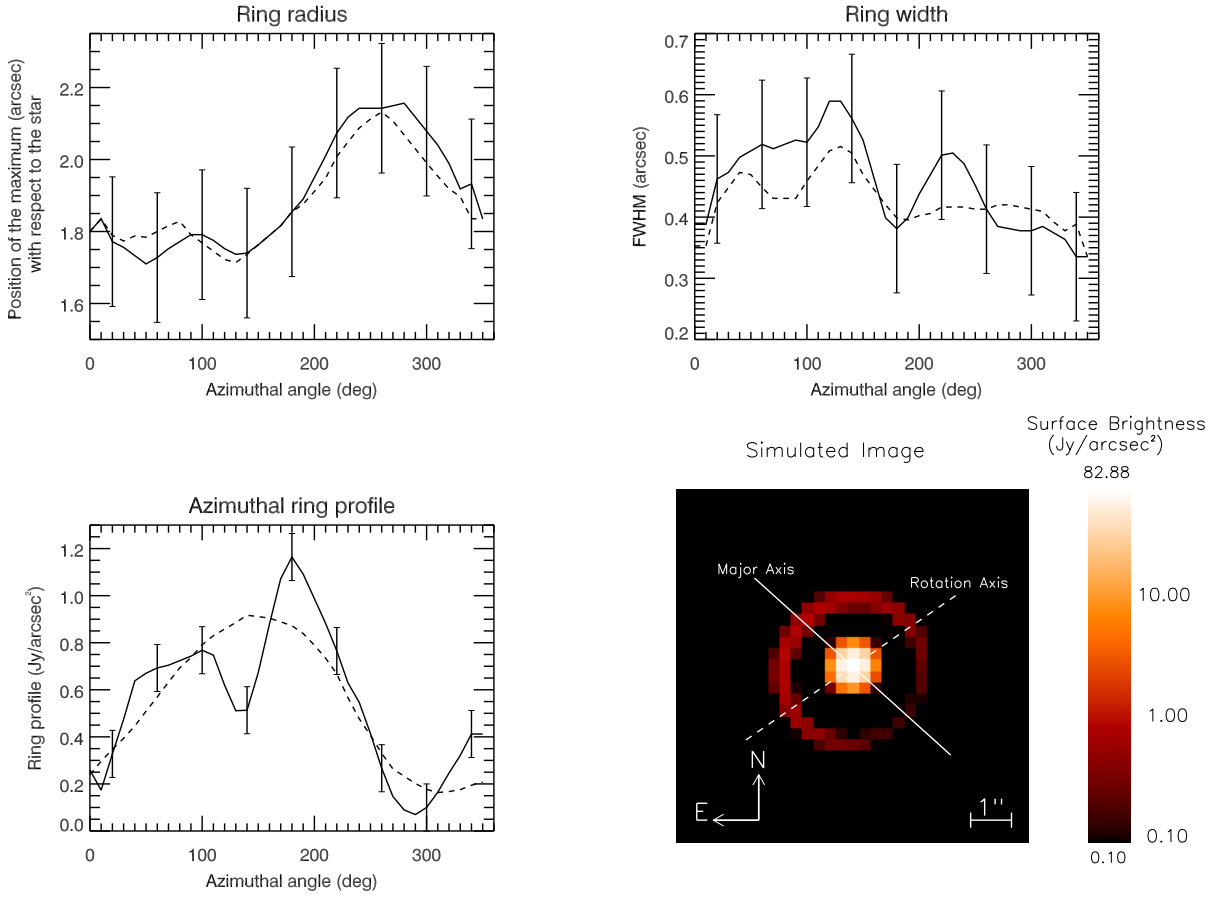 Ring radius
Position of the maximum (arcsec)
with respect to the star
2.2
2.0
1.8
1.6
0
100
200
300
Azimuthal angle (deg)
Ring width
FWHM (arcsec)
0.7
0.6
0.5
0.4
0.3
0.2
0
100
200
300
Azimuthal angle (deg)
Azimuthal ring profile
Ring profile (Jy/arcsec²)
1.2
1.0
0.8
0.6
0.4
0.2
0.0
0
100
200
300
Azimuthal angle (deg)
Simulated Image
Major Axis
Rotation Axis
N
E
1''
Surface Brightness
(Jy/arcsec²)
82.88
10.00
1.00
0.10
0.10